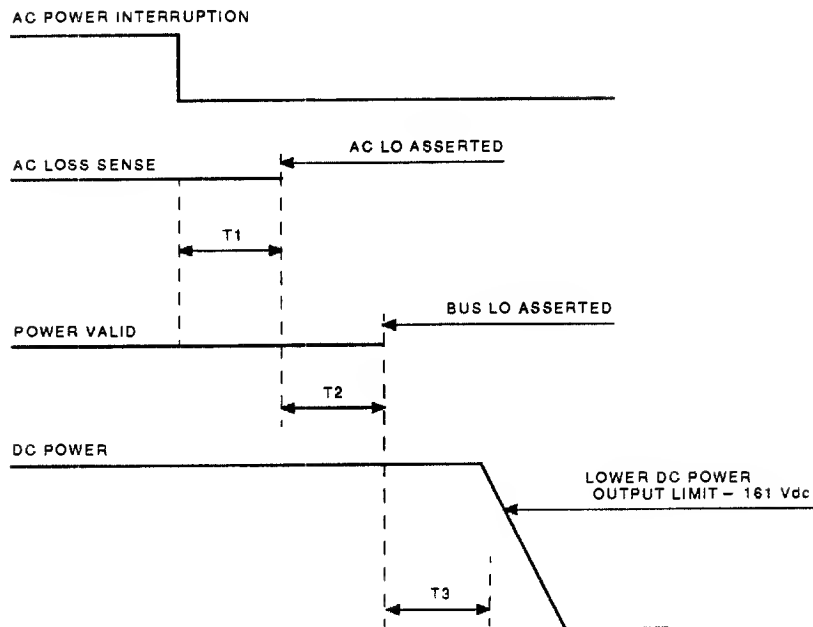 AC POWER INTERRUPTION
AC LO ASSERTED
AC LOSS SENSE
T1
BUS LO ASSERTED
POWER VALID
T2
DC POWER
LOWER DC POWER
OUTPUT LIMIT – 161 Vdc
T3